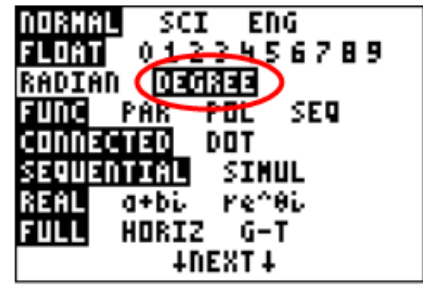 NORMAL SCI ENG
FLOAT 0 1 2 3 4 5 6 7 8 9
RADIAN DEGREE
FUNC PAR POL SEQ
CONNECTED DOT
SEQUENTIAL SIMUL
REAL a+bi re^θi
FULL HORIZ G-T
↓NEXT↓